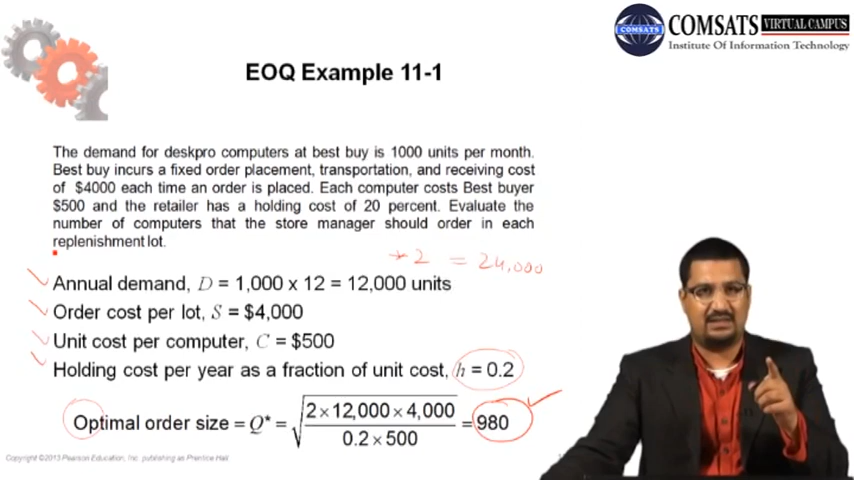 COMSATS
COMSATS VIRTUAL CAMPUS
Institute Of Information Technology
EOQ Example 11-1
The demand for deskpro computers at best buy is 1000 units per month.
Best buy incurs a fixed order placement, transportation, and receiving cost
of $4000 each time an order is placed. Each computer costs Best buyer
$500 and the retailer has a holding cost of 20 percent. Evaluate the
number of computers that the store manager should order in each
replenishment lot.
*2 = 24,000
Annual demand, D = 1,000 x 12 = 12,000 units
Order cost per lot, S = $4,000
Unit cost per computer, C = $500
Holding cost per year as a fraction of unit cost, h = 0.2
Optimal order size = Q* = √(2 × 12,000 × 4,000 / 0.2 × 500) = 980
Copyright ©2013 Pearson Education, Inc. publishing as Prentice Hall